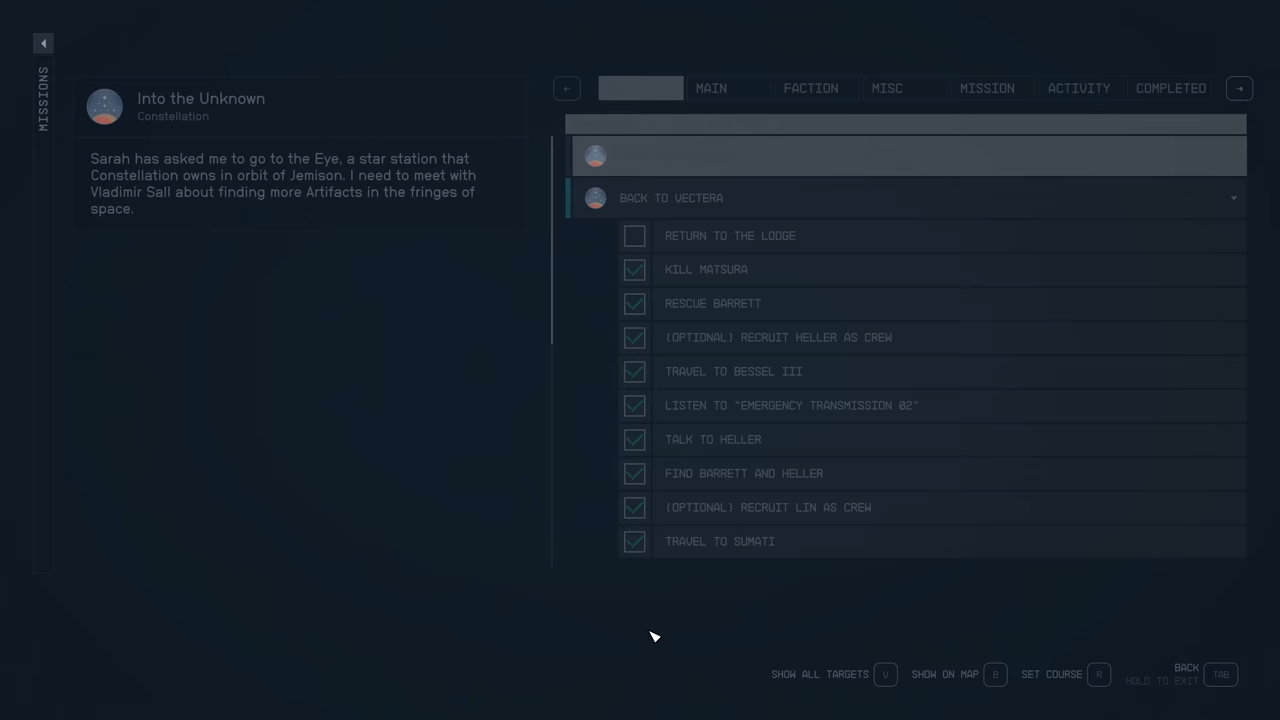 MISSIONS
Into the Unknown
Constellation
Sarah has asked me to go to the Eye, a star station that
Constellation owns in orbit of Jemison. I need to meet with
Vladimir Sall about finding more Artifacts in the fringes of
space.
MAIN
FACTION
MISC
MISSION
ACTIVITY
COMPLETED
BACK TO VECTERA
RETURN TO THE LODGE
KILL MATSURA
RESCUE BARRETT
(OPTIONAL) RECRUIT HELLER AS CREW
TRAVEL TO BESSEL III
LISTEN TO "EMERGENCY TRANSMISSION 02"
TALK TO HELLER
FIND BARRETT AND HELLER
(OPTIONAL) RECRUIT LIN AS CREW
TRAVEL TO SUMATI
SHOW ALL TARGETS V
SHOW ON MAP B
SET COURSE R
BACK
HOLD TO EXIT TAB